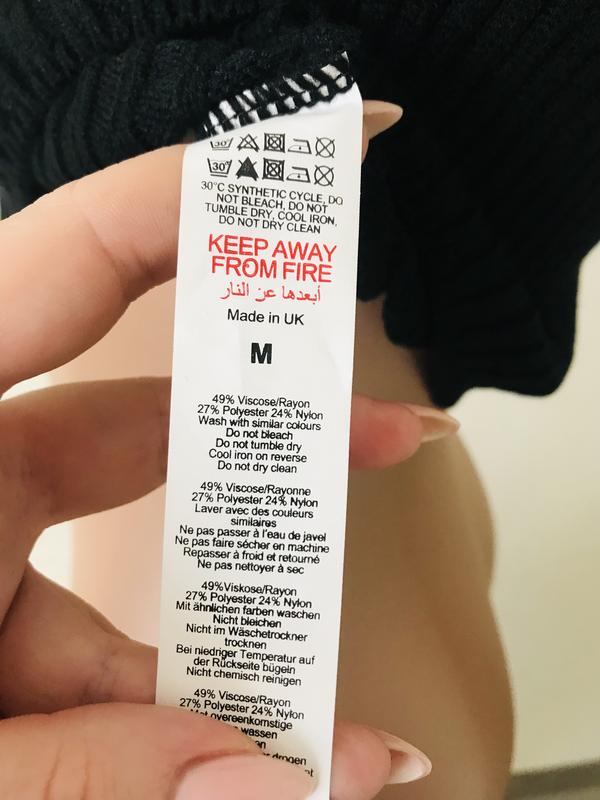 30°
30°
30°C SYNTHETIC CYCLE, DO
NOT BLEACH, DO NOT
TUMBLE DRY, COOL IRON,
DO NOT DRY CLEAN
KEEP AWAY
FROM FIRE
أبعدها عن النار
Made in UK
M
49% Viscose/Rayon
27% Polyester 24% Nylon
Wash with similar colours
Do not bleach
Do not tumble dry
Cool iron on reverse
Do not dry clean
49% Viscose/Rayonne
27% Polyester 24% Nylon
Laver avec des couleurs
similaires
Ne pas passer à l'eau de javel
Ne pas faire sécher en machine
Repasser à froid et retourné
Ne pas nettoyer à sec
49%Viskose/Rayon
27% Polyester 24% Nylon
Mit ähnlichen farben waschen
Nicht bleichen
Nicht im Wäschetrockner
trocknen
Bei niedriger Temperatur auf
der Rückseite bügeln
Nicht chemisch reinigen
49% Viscose/Rayon
27% Polyester 24% Nylon
Met overeenkomstige
wassen
drogen